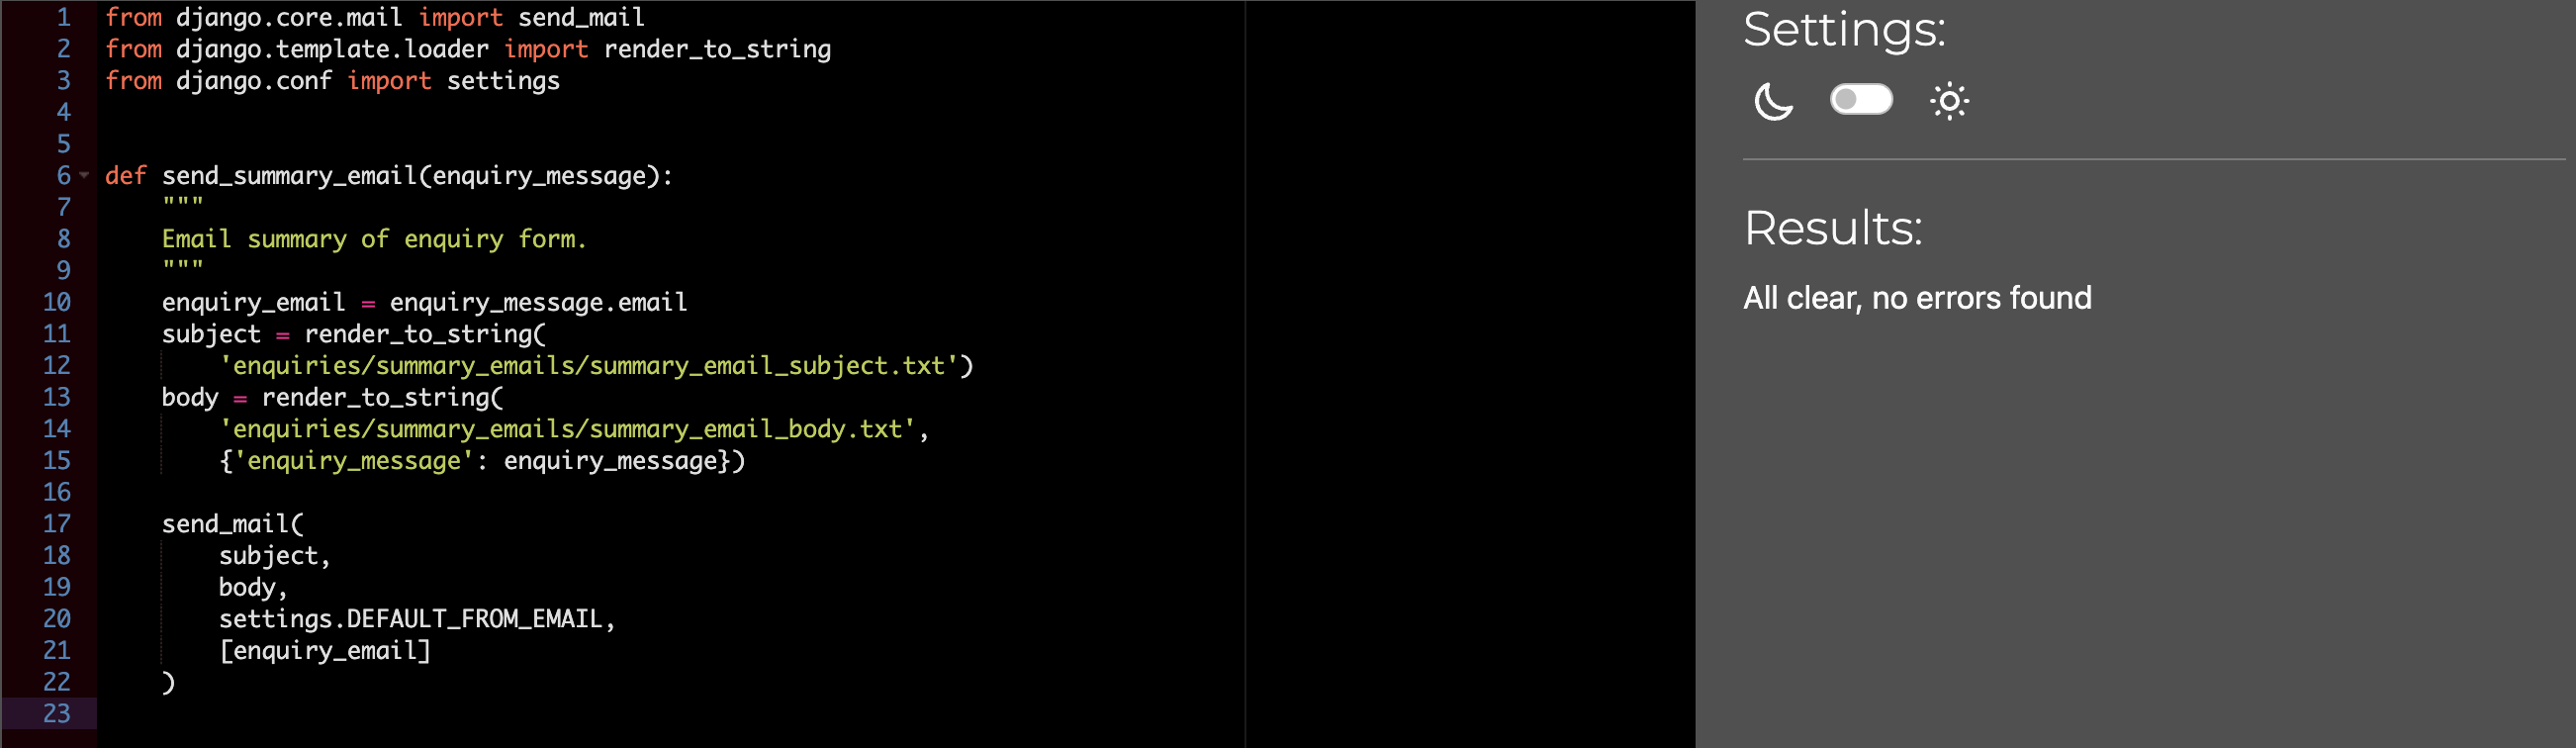 1 from django.core.mail import send_mail
2 from django.template.loader import render_to_string
3 from django.conf import settings
4
5
6 def send_summary_email(enquiry_message):
7     """
8     Email summary of enquiry form.
9     """
10     enquiry_email = enquiry_message.email
11     subject = render_to_string(
12         'enquiries/summary_emails/summary_email_subject.txt')
13     body = render_to_string(
14         'enquiries/summary_emails/summary_email_body.txt',
15         {'enquiry_message': enquiry_message})
16
17     send_mail(
18         subject,
19         body,
20         settings.DEFAULT_FROM_EMAIL,
21         [enquiry_email]
22     )
23
Settings:
Results:
All clear, no errors found